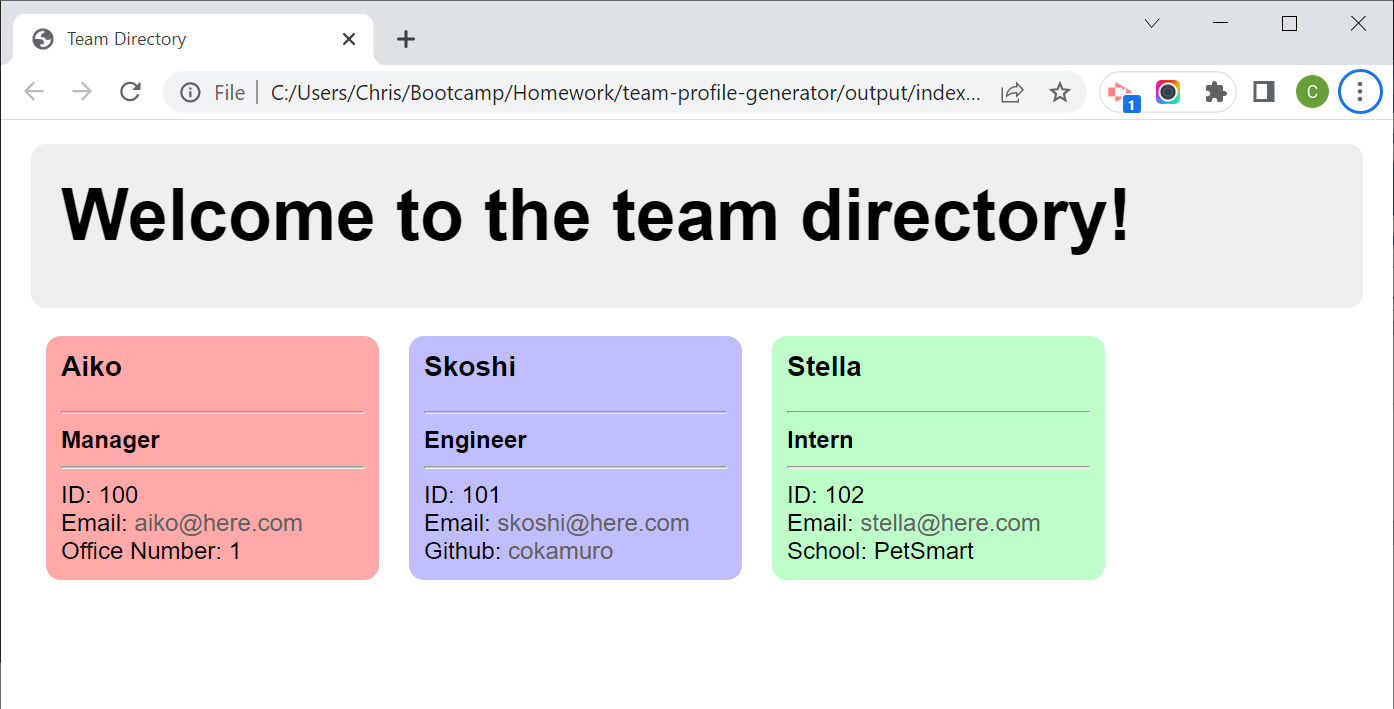 Team Directory
File
C:/Users/Chris/Bootcamp/Homework/team-profile-generator/output/index...
1
C
Welcome to the team directory!
Aiko
Manager
ID: 100
Email: aiko@here.com
Office Number: 1
Skoshi
Engineer
ID: 101
Email: skoshi@here.com
Github: cokamuro
Stella
Intern
ID: 102
Email: stella@here.com
School: PetSmart